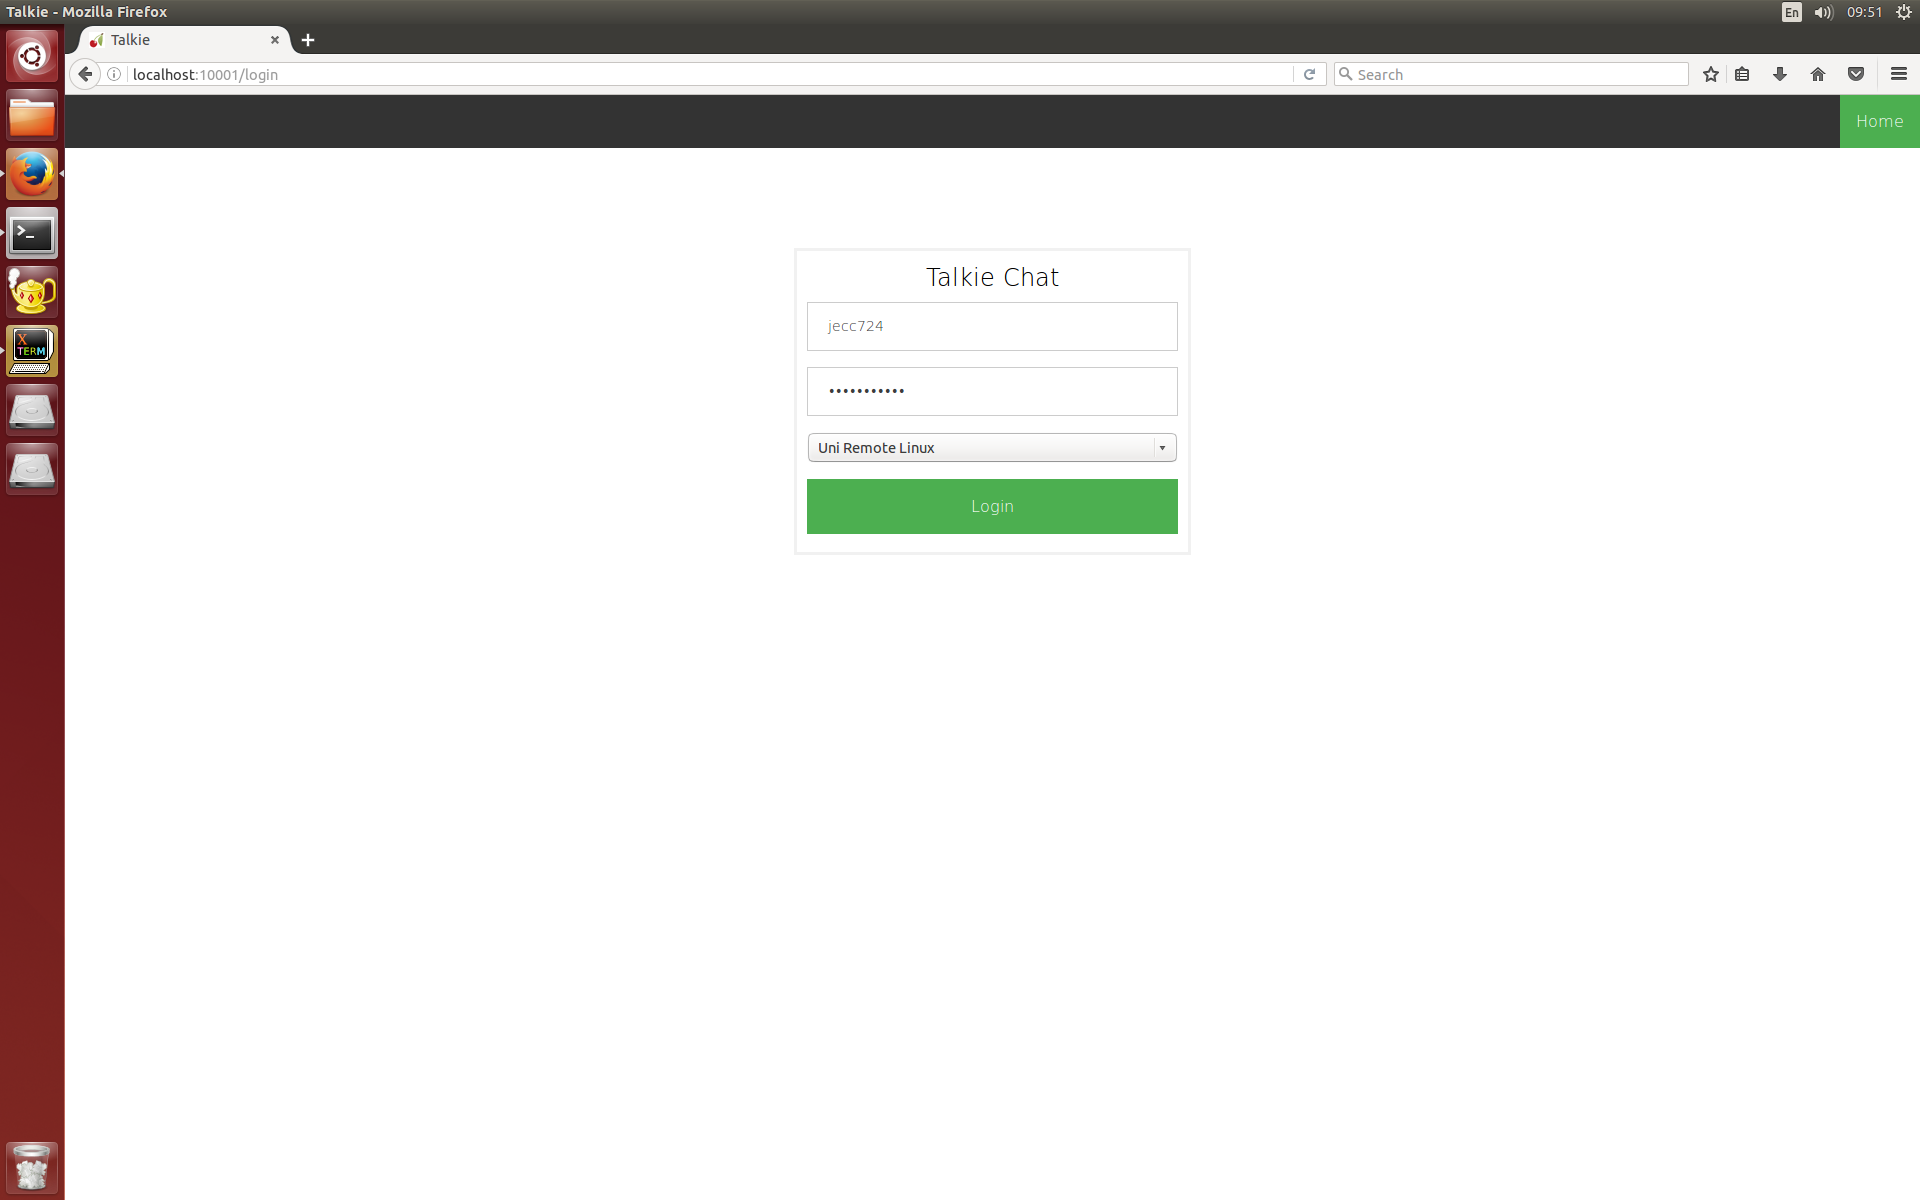 Talkie - Mozilla Firefox
En
09:51
Talkie
localhost:10001/login
Search
Home
Talkie Chat
jecc724
•••••••••••
Uni Remote Linux
Login
>_
X
TERM